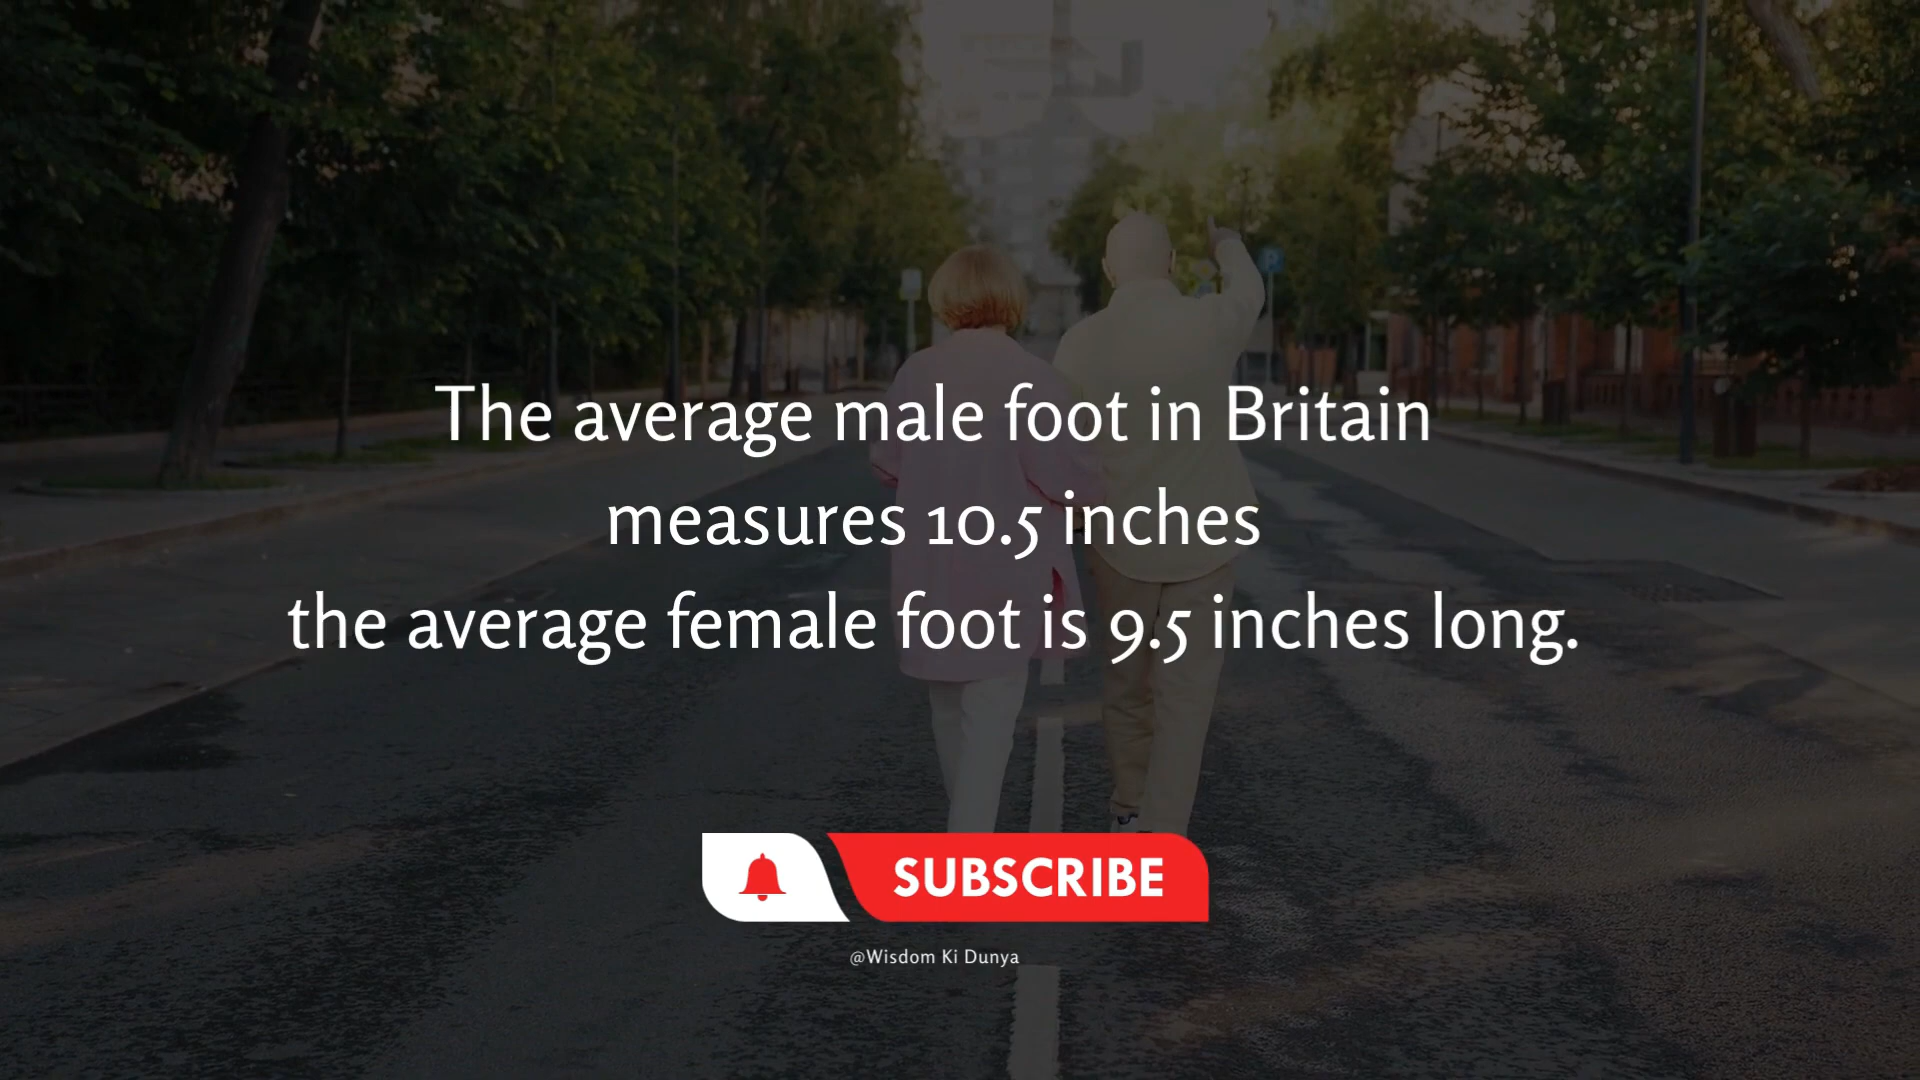 The average male foot in Britain
measures 10.5 inches
the average female foot is 9.5 inches long.
SUBSCRIBE
@Wisdom Ki Dunya